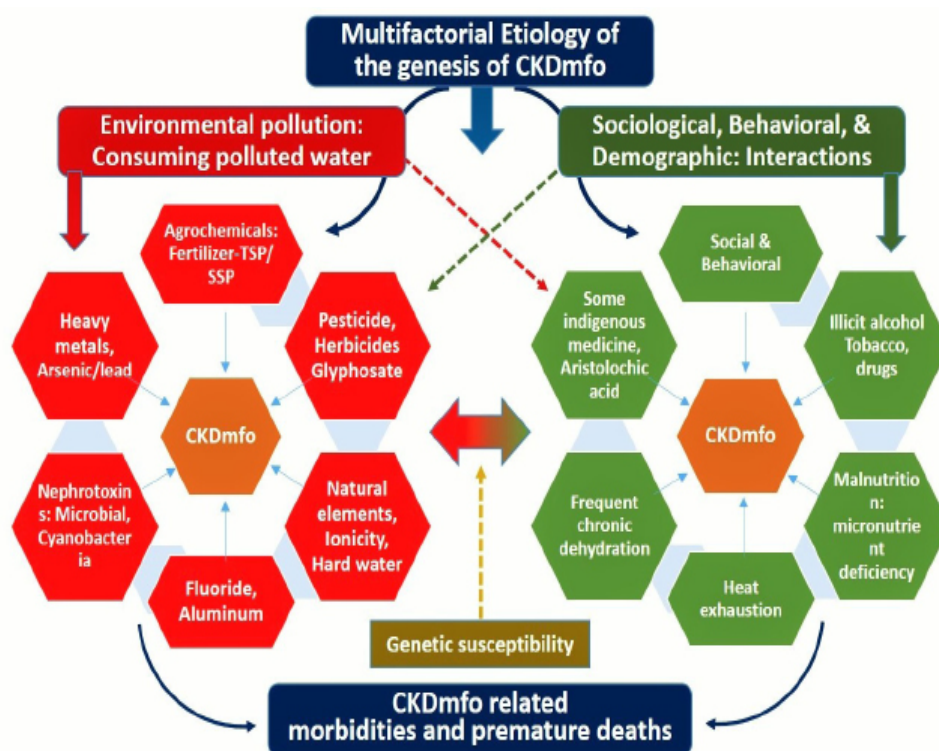 Multifactorial Etiology of
the genesis of CKDmfo
Environmental pollution:
Consuming polluted water
Sociological, Behavioral, &
Demographic: Interactions
Agrochemicals:
Fertilizer-TSP/
SSP
Heavy
metals,
Arsenic/lead
Pesticide,
Herbicides
Glyphosate
CKDmfo
Nephrotoxin
s: Microbial,
Cyanobacter
ia
Natural
elements,
Ionicity,
Hard water
Fluoride,
Aluminum
Social &
Behavioral
Some
indigenous
medicine,
Aristolochic
acid
Illicit alcohol
Tobacco,
drugs
CKDmfo
Frequent
chronic
dehydration
Malnutritio
n:
micronutrie
nt
deficiency
Heat
exhaustion
Genetic susceptibility
CKDmfo related
morbidities and premature deaths